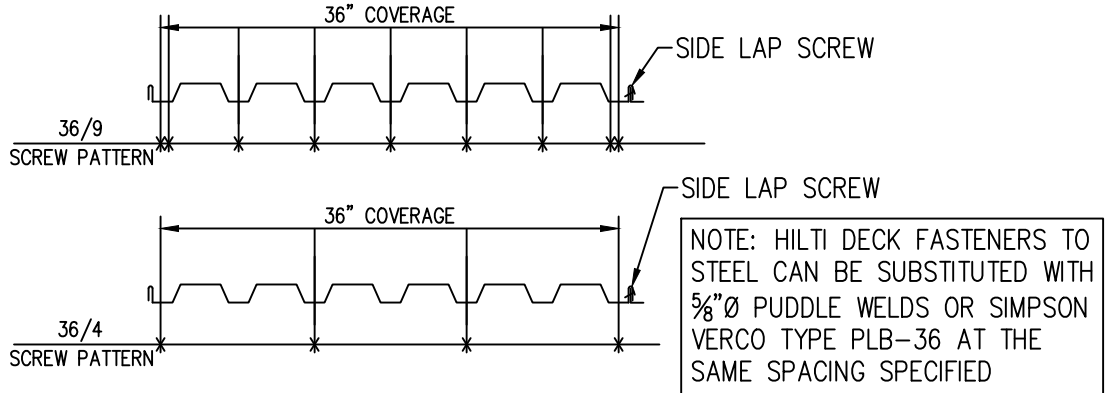 36" COVERAGE
SIDE LAP SCREW
36/9
SCREW PATTERN
36" COVERAGE
SIDE LAP SCREW
36/4
SCREW PATTERN
NOTE: HILTI DECK FASTENERS TO
STEEL CAN BE SUBSTITUTED WITH
⅝"Ø PUDDLE WELDS OR SIMPSON
VERCO TYPE PLB-36 AT THE
SAME SPACING SPECIFIED